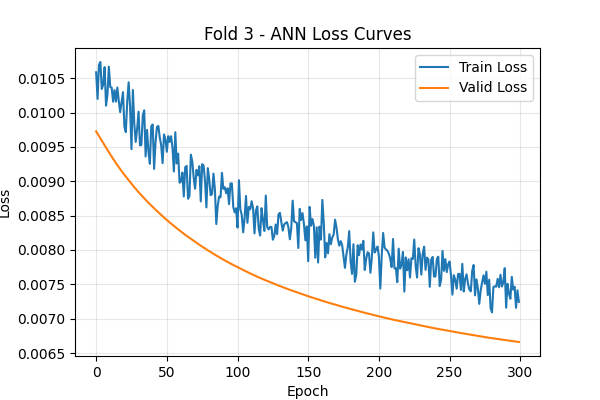 Fold 3 - ANN Loss Curves
Train Loss
Valid Loss
Loss
0.0105
0.0100
0.0095
0.0090
0.0085
0.0080
0.0075
0.0070
0.0065
0 50 100 150 200 250 300
Epoch